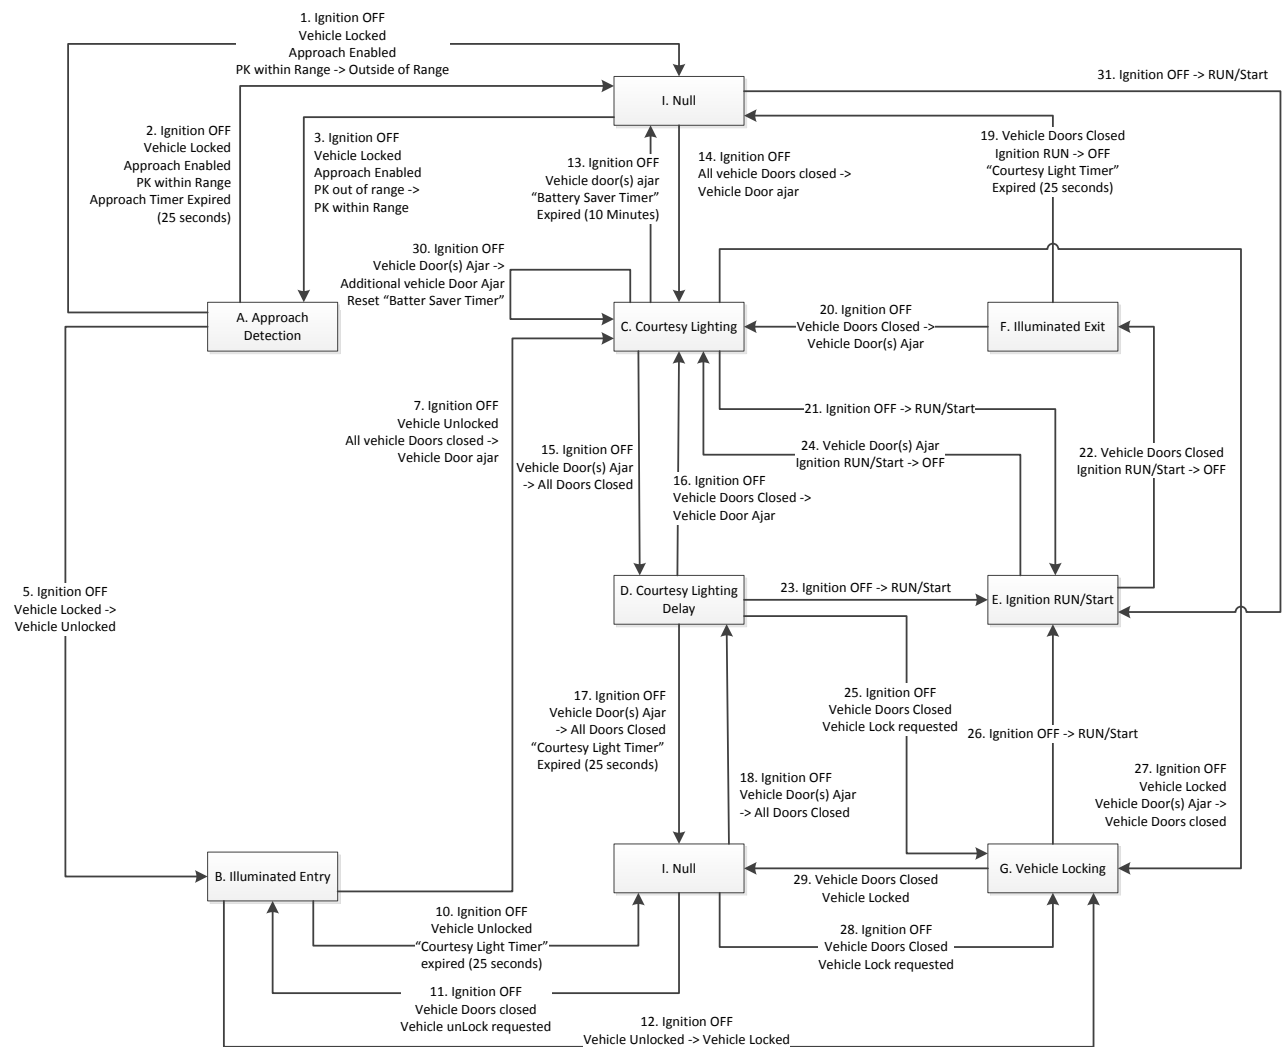 1. Ignition OFF
Vehicle Locked
Approach Enabled
PK within Range -> Outside of Range
31. Ignition OFF -> RUN/Start
I. Null
2. Ignition OFF
Vehicle Locked
Approach Enabled
PK within Range
Approach Timer Expired
(25 seconds)
3. Ignition OFF
Vehicle Locked
Approach Enabled
PK out of range ->
PK within Range
13. Ignition OFF
Vehicle door(s) ajar
“Battery Saver Timer”
Expired (10 Minutes)
14. Ignition OFF
All vehicle Doors closed ->
Vehicle Door ajar
19. Vehicle Doors Closed
Ignition RUN -> OFF
“Courtesy Light Timer”
Expired (25 seconds)
30. Ignition OFF
Vehicle Door(s) Ajar ->
Additional vehicle Door Ajar
Reset “Batter Saver Timer”
A. Approach
Detection
C. Courtesy Lighting
20. Ignition OFF
Vehicle Doors Closed ->
Vehicle Door(s) Ajar
F. Illuminated Exit
7. Ignition OFF
Vehicle Unlocked
All vehicle Doors closed ->
Vehicle Door ajar
21. Ignition OFF -> RUN/Start
15. Ignition OFF
Vehicle Door(s) Ajar
-> All Doors Closed
24. Vehicle Door(s) Ajar
Ignition RUN/Start -> OFF
22. Vehicle Doors Closed
Ignition RUN/Start -> OFF
16. Ignition OFF
Vehicle Doors Closed ->
Vehicle Door Ajar
5. Ignition OFF
Vehicle Locked ->
Vehicle Unlocked
D. Courtesy Lighting
Delay
23. Ignition OFF -> RUN/Start
E. Ignition RUN/Start
17. Ignition OFF
Vehicle Door(s) Ajar
-> All Doors Closed
“Courtesy Light Timer”
Expired (25 seconds)
25. Ignition OFF
Vehicle Doors Closed
Vehicle Lock requested
26. Ignition OFF -> RUN/Start
18. Ignition OFF
Vehicle Door(s) Ajar
-> All Doors Closed
27. Ignition OFF
Vehicle Locked
Vehicle Door(s) Ajar ->
Vehicle Doors closed
B. Illuminated Entry
I. Null
G. Vehicle Locking
29. Vehicle Doors Closed
Vehicle Locked
10. Ignition OFF
Vehicle Unlocked
“Courtesy Light Timer”
expired (25 seconds)
28. Ignition OFF
Vehicle Doors Closed
Vehicle Lock requested
11. Ignition OFF
Vehicle Doors closed
Vehicle unLock requested
12. Ignition OFF
Vehicle Unlocked -> Vehicle Locked